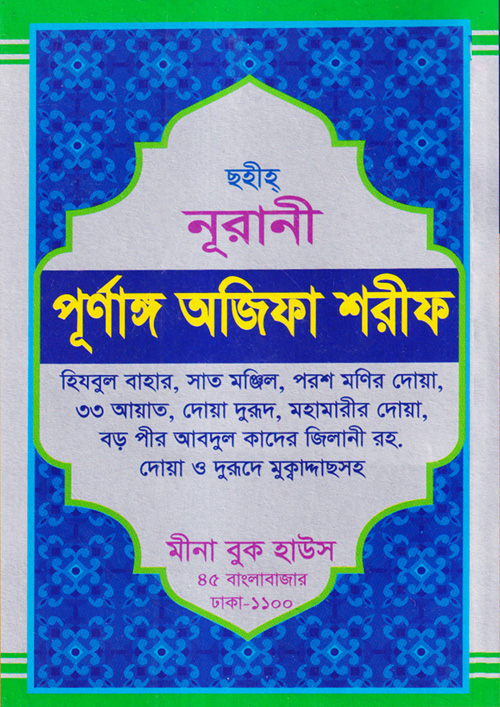 ছহীহ্
নূরানী
পূর্ণাঙ্গ অজিফা শরীফ
হিযবুল বাহার, সাত মঞ্জিল, পরশ মণির দোয়া,
৩৩ আয়াত, দোয়া দুরূদ, মহামারীর দোয়া,
বড় পীর আবদুল কাদের জিলানী রহ.
দোয়া ও দুরূদে মুক্বাদ্দাছসহ
মীনা বুক হাউস
৪৫ বাংলাবাজার
ঢাকা-১১০০